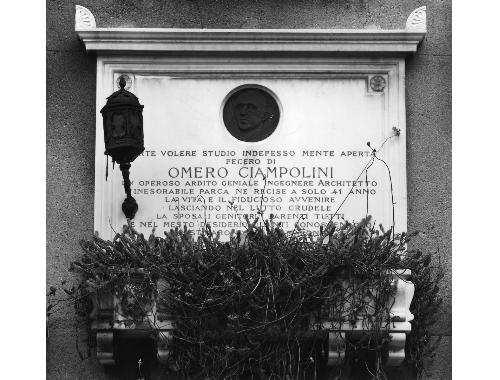 ARTE VOLERE STUDIO INDEFESSO MENTE APERTA
FECERO DI
OMERO CIAMPOLINI
UN OPEROSO ARDITO GENIALE INGEGNERE ARCHITETTO
INESORABILE PARCA NE RECISE A SOLO 41 ANNO
LA VITA E IL FIDUCIOSO AVVENIRE
LASCIANDO NEL LUTTO CRUDELE
LA SPOSA I GENITORI I PARENTI TUTTI
E NEL MESTO DESIDERIO